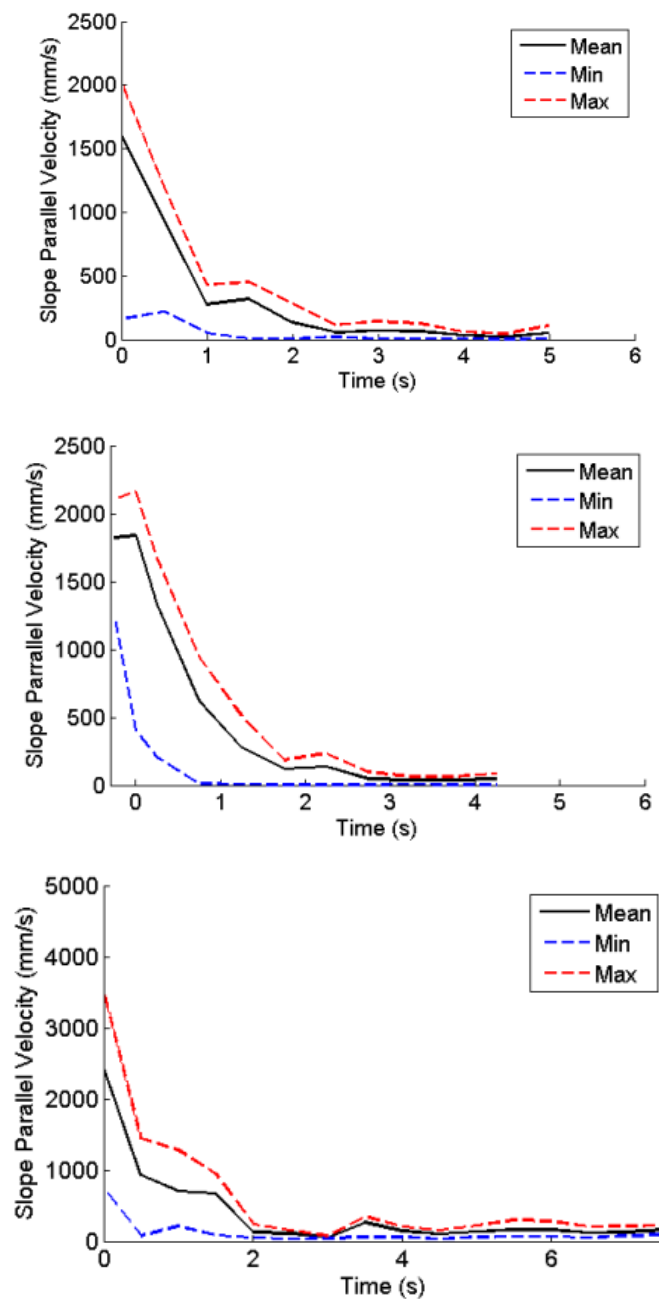 2500
2000
1500
1000
500
0
0 1 2 3 4 5 6
Time (s)
Slope Parallel Velocity (mm/s)
Mean
Min
Max
2500
2000
1500
1000
500
0
0 1 2 3 4 5 6
Time (s)
Slope Parrallel Velocity (mm/s)
Mean
Min
Max
5000
4000
3000
2000
1000
0
0 2 4 6
Time (s)
Slope Parallel Velocity (mm/s)
Mean
Min
Max